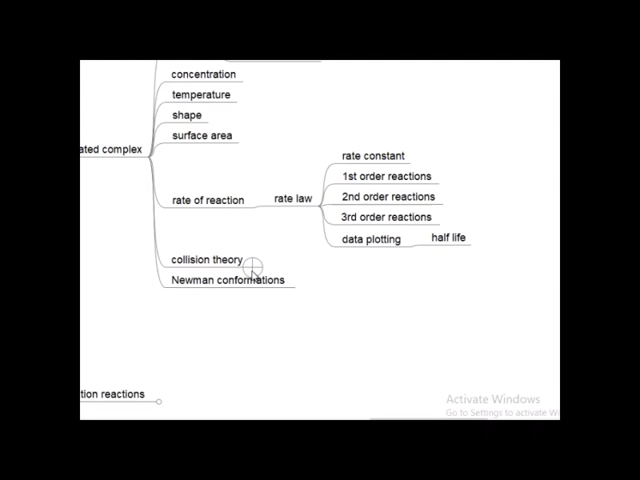 concentration
temperature
shape
surface area
ated complex
rate of reaction
rate law
rate constant
1st order reactions
2nd order reactions
3rd order reactions
data plotting
half life
collision theory
Newman conformations
tion reactions
Activate Windows
Go to Settings to activate Wi